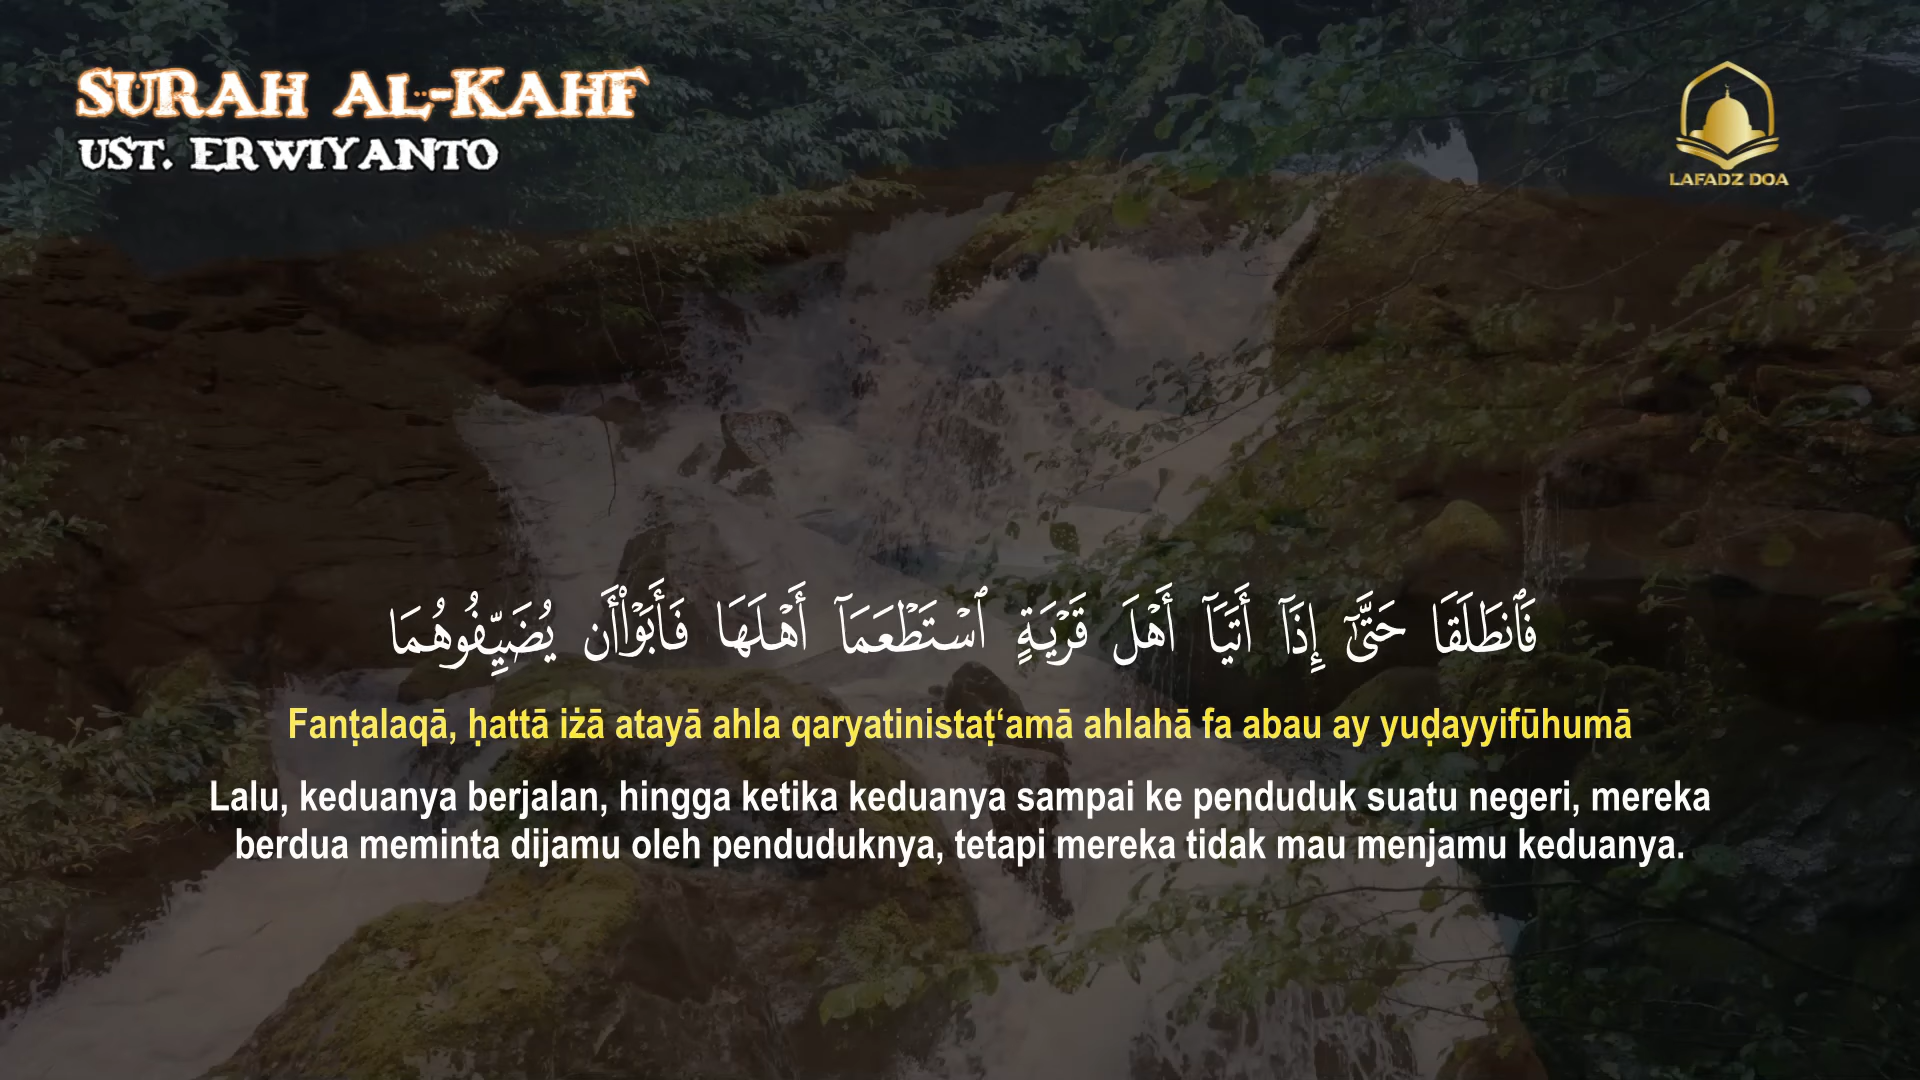 SURAH AL-KAHF
UST. ERWIYANTO
LAFADZ DOA
فَٱنطَلَقَا حَتَّىٰٓ إِذَآ أَتَيَآ أَهْلَ قَرْيَةٍ ٱسْتَطْعَمَآ أَهْلَهَا فَأَبَوْا۟أَن يُضَيِّفُوهُمَا
Fanṭalaqā, ḥattā iżā atayā ahla qaryatinistaṭ‘amā ahlahā fa abau ay yuḍayyifūhumā
Lalu, keduanya berjalan, hingga ketika keduanya sampai ke penduduk suatu negeri, mereka
berdua meminta dijamu oleh penduduknya, tetapi mereka tidak mau menjamu keduanya.